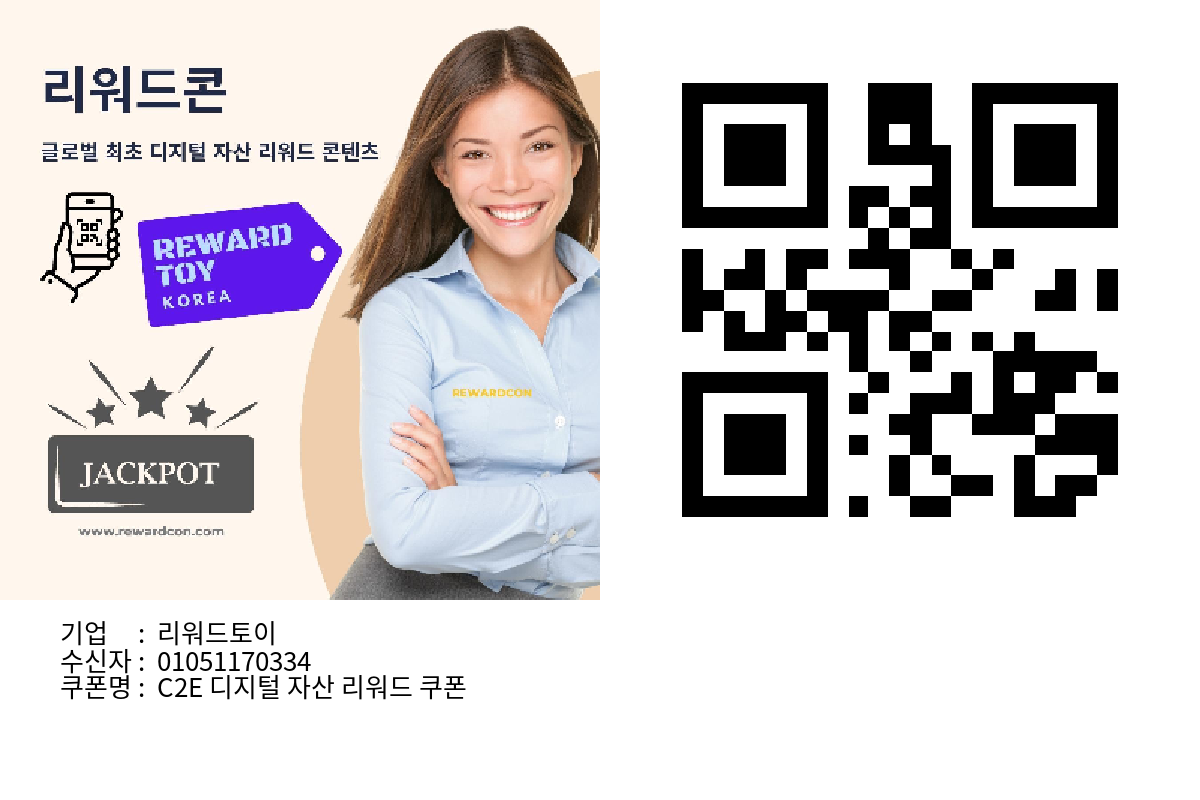 리워드콘
글로벌 최초 디지털 자산 리워드 콘텐츠
REWARD
TOY
KOREA
REWARDCON
JACKPOT
www.rewardcon.com
기업 : 리워드토이
수신자 : 01051170334
쿠폰명 : C2E 디지털 자산 리워드 쿠폰